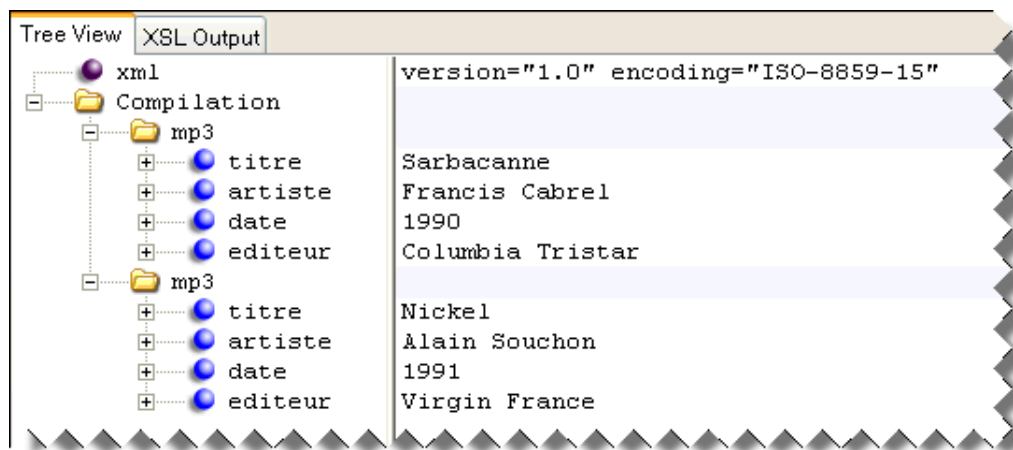 Tree View XSL Output
xml version="1.0" encoding="ISO-8859-15"
Compilation
mp3
titre Sarbacanne
artiste Francis Cabrel
date 1990
editeur Columbia Tristar
mp3
titre Nickel
artiste Alain Souchon
date 1991
editeur Virgin France